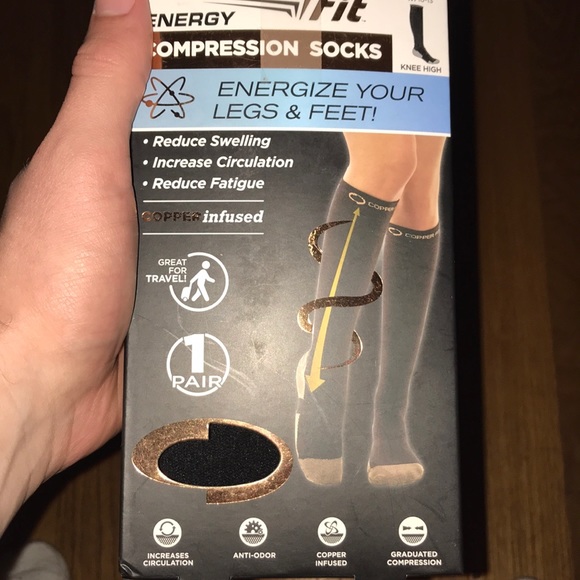 ENERGY
Fit
COMPRESSION SOCKS
KNEE HIGH
ENERGIZE YOUR
LEGS & FEET!
• Reduce Swelling
• Increase Circulation
• Reduce Fatigue
COPPER infused
GREAT
FOR
TRAVEL!
1
PAIR
COPPER
COPPER
INCREASES
CIRCULATION
ANTI-ODOR
COPPER
INFUSED
GRADUATED
COMPRESSION